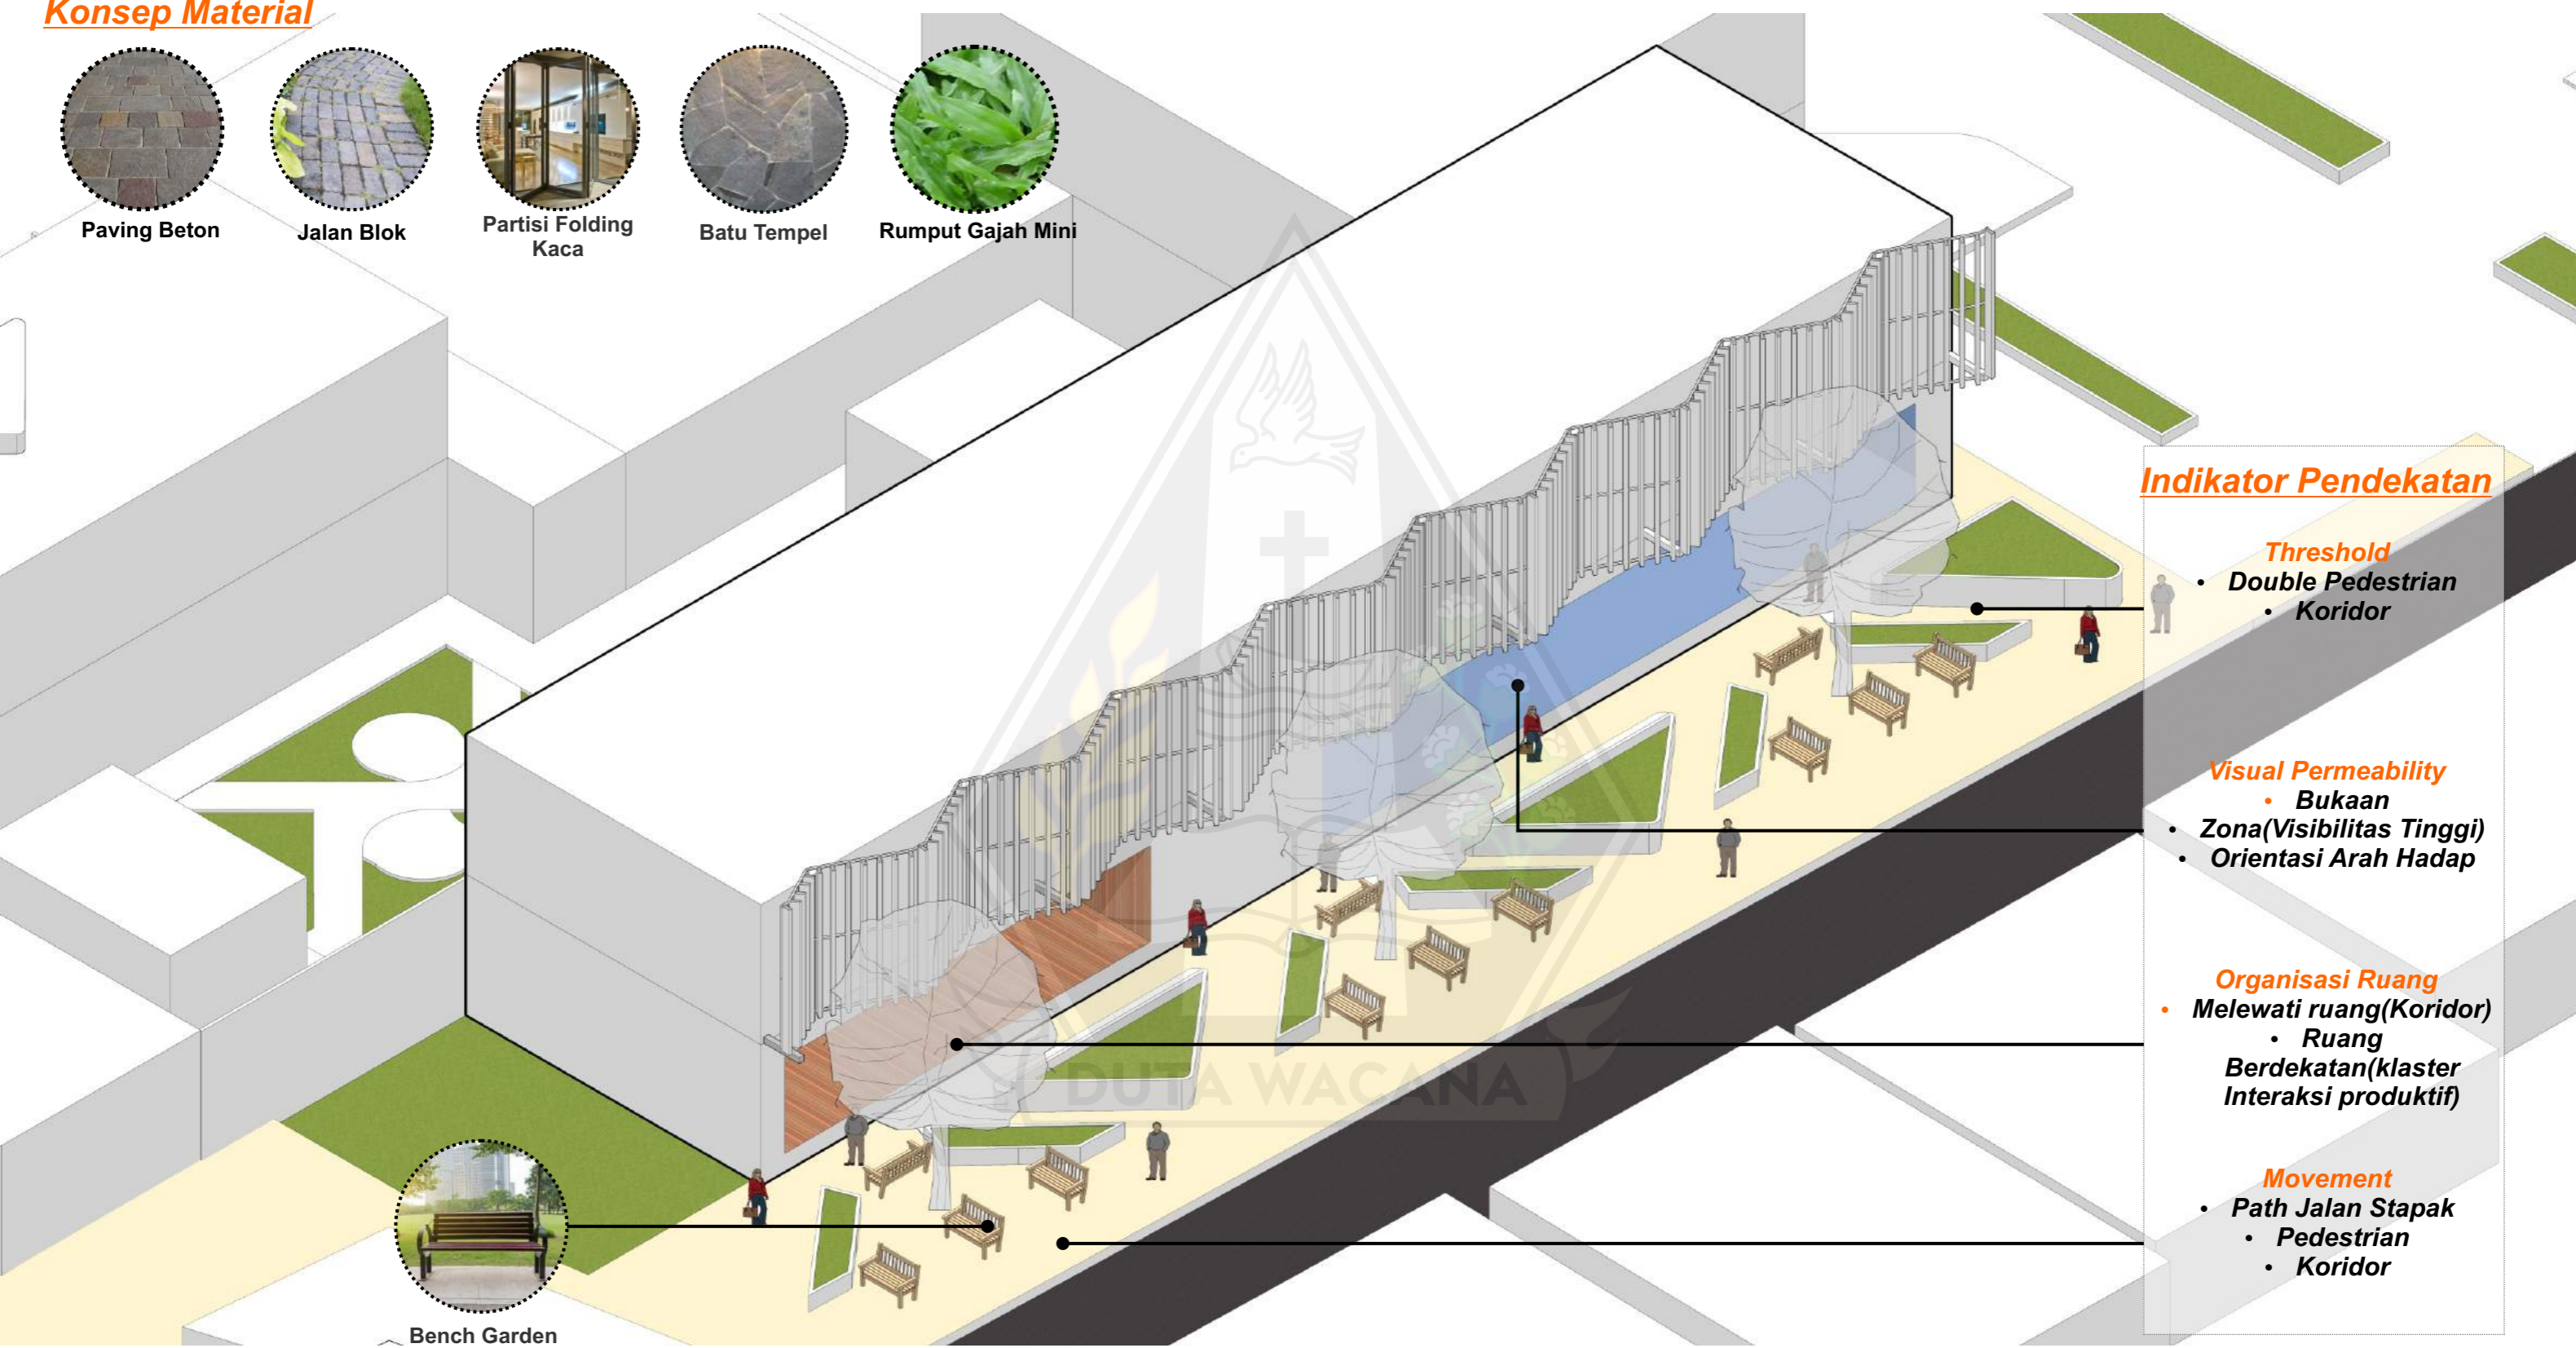 Konsep Material
Paving Beton
Jalan Blok
Partisi Folding
Kaca
Batu Tempel
Rumput Gajah Mini
Indikator Pendekatan
Threshold
• Double Pedestrian
• Koridor
Visual Permeability
• Bukaan
• Zona(Visibilitas Tinggi)
• Orientasi Arah Hadap
Organisasi Ruang
• Melewati ruang(Koridor)
• Ruang
Berdekatan(klaster
Interaksi produktif)
Movement
• Path Jalan Stapak
• Pedestrian
• Koridor
DUTA WACANA
Bench Garden